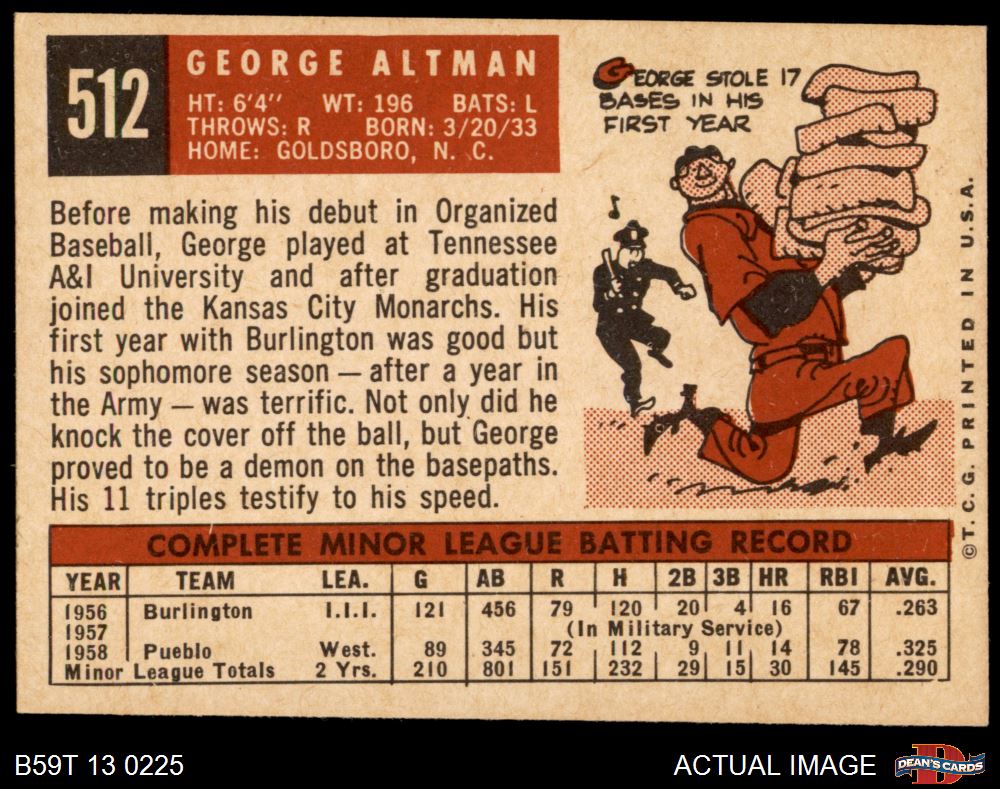 512
GEORGE ALTMAN
HT: 6'4" WT: 196 BATS: L
THROWS: R BORN: 3/20/33
HOME: GOLDSBORO, N. C.
GEORGE STOLE 17
BASES IN HIS
FIRST YEAR
Before making his debut in Organized
Baseball, George played at Tennessee
A&I University and after graduation
joined the Kansas City Monarchs. His
first year with Burlington was good but
his sophomore season — after a year in
the Army — was terrific. Not only did he
knock the cover off the ball, but George
proved to be a demon on the basepaths.
His 11 triples testify to his speed.
©T. C. G. PRINTED IN U.S.A.
COMPLETE MINOR LEAGUE BATTING RECORD
YEAR TEAM LEA. G AB R H 2B 3B HR RBI AVG.
1956 Burlington I.I.I. 121 456 79 120 20 4 16 67 .263
1957 (In Military Service)
1958 Pueblo West. 89 345 72 112 9 11 14 78 .325
Minor League Totals 2 Yrs. 210 801 151 232 29 15 30 145 .290
B59T 13 0225 ACTUAL IMAGE DEAN'S CARDS